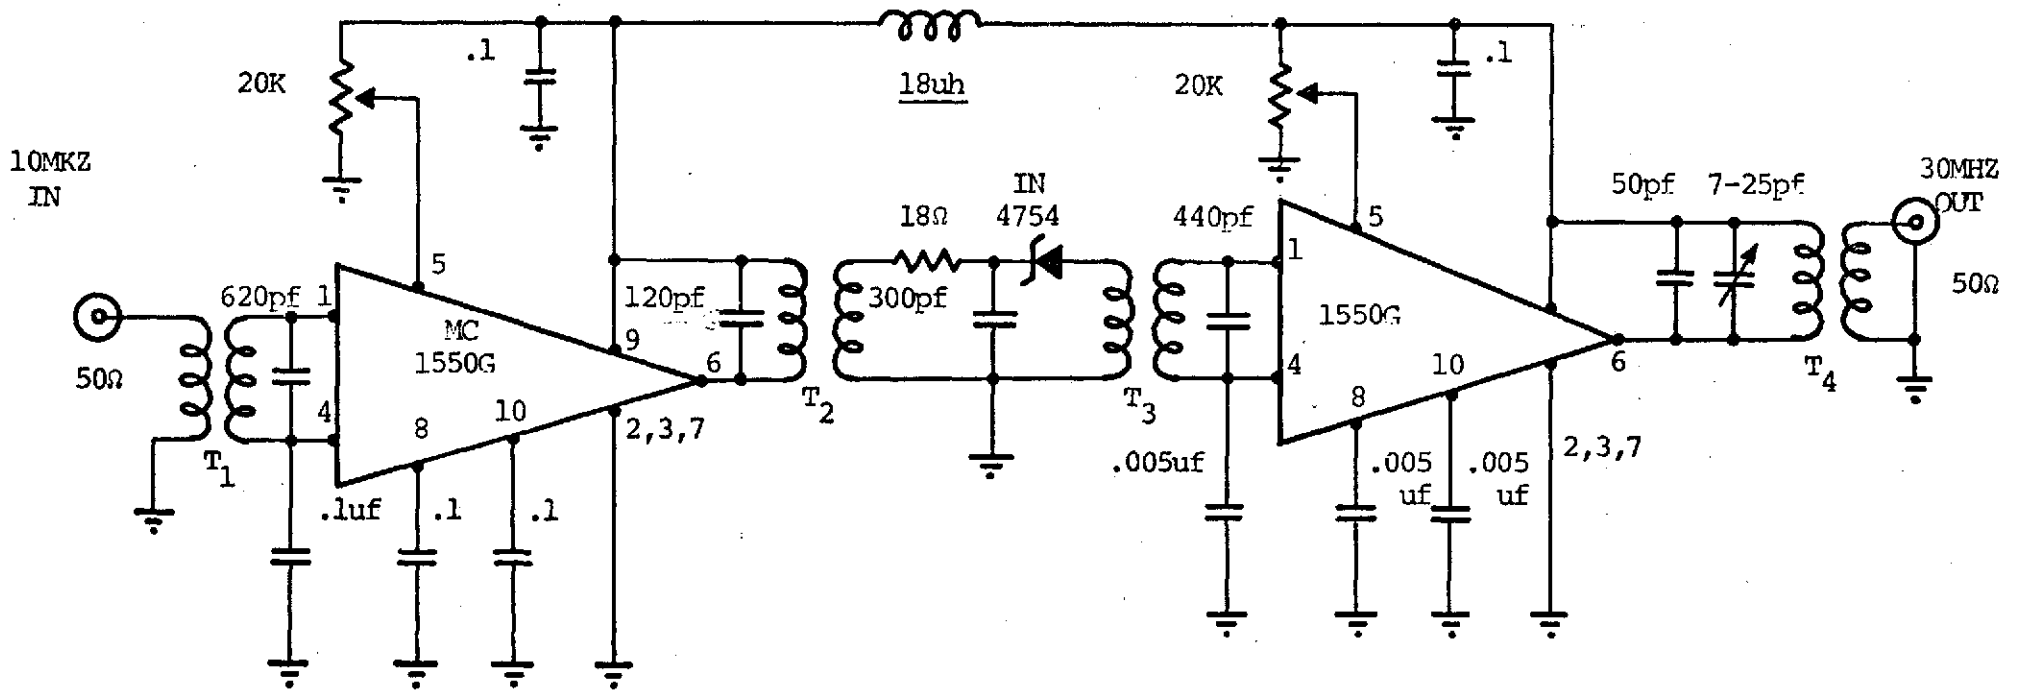 .1
20K
18uh
20K
.1
10MKZ
IN
5
620pf
1
MC
1550G
9
6
120pf
4
8
10
2,3,7
50Ω
T1
.1uf
.1
.1
T2
18Ω
IN
4754
300pf
T3
440pf
1
5
1550G
4
8
10
6
2,3,7
.005uf
.005
uf
.005
uf
50pf
7-25pf
T4
30MHZ
OUT
50Ω